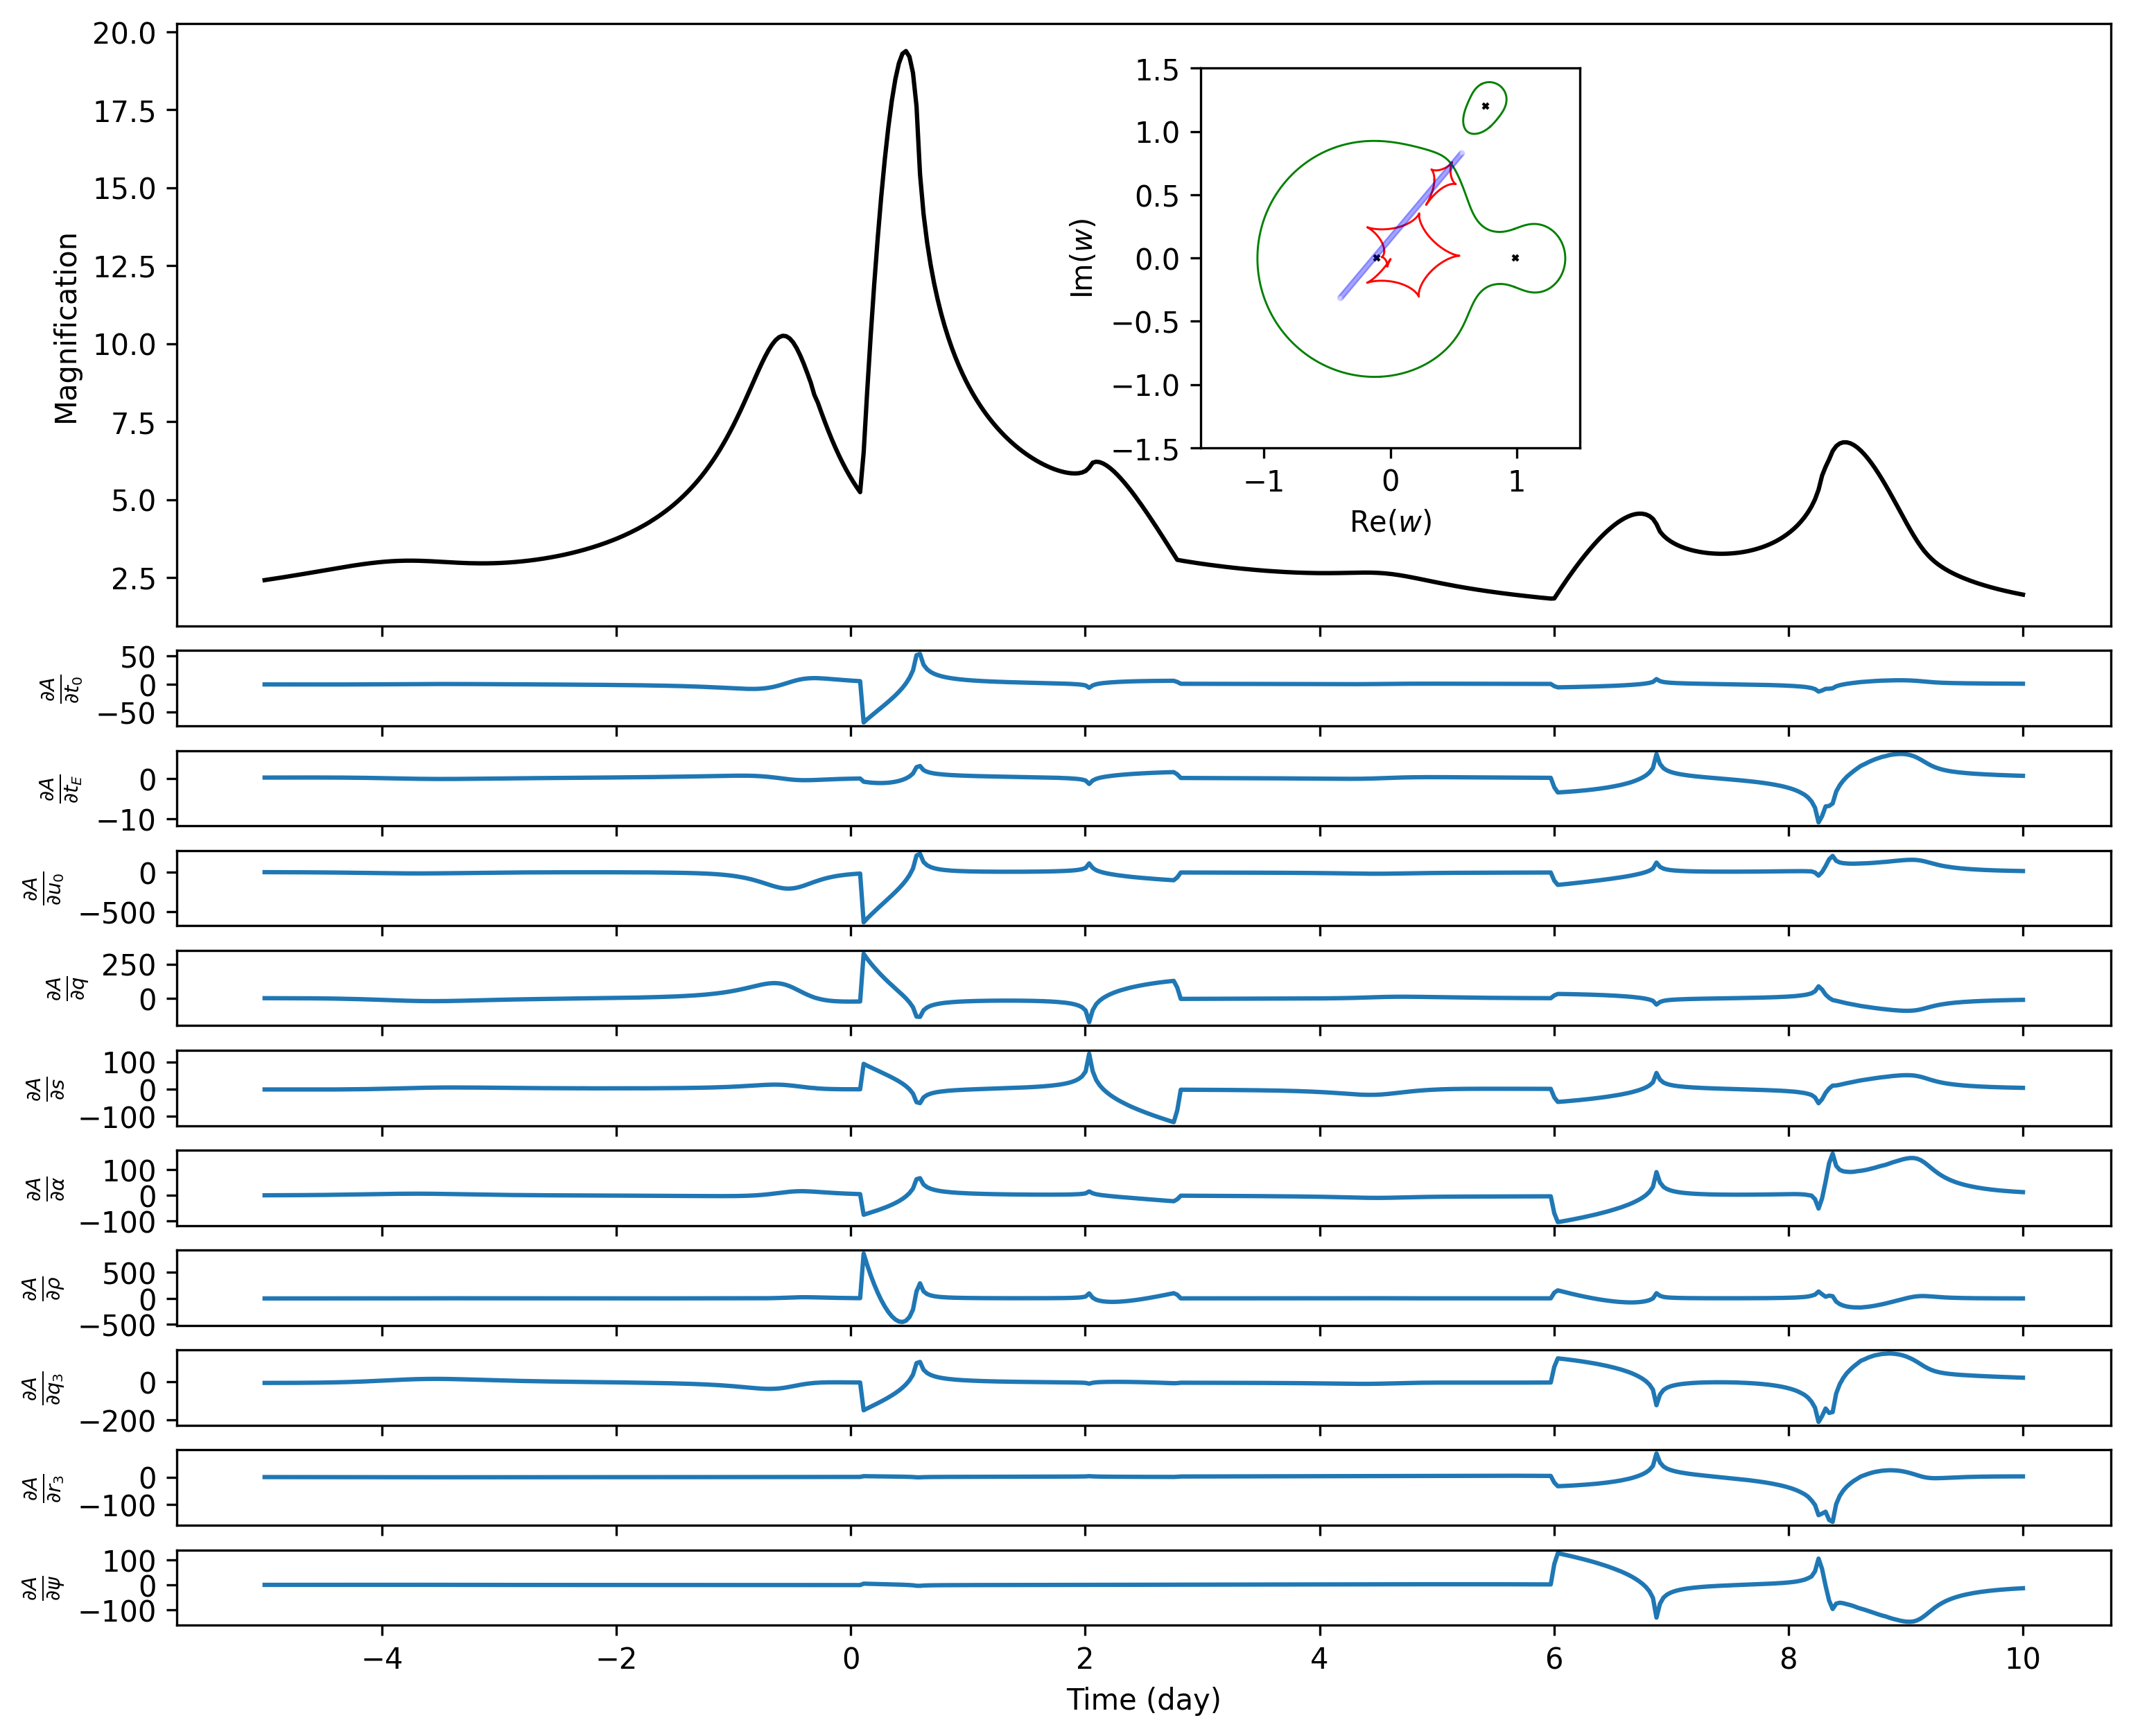 20.0
17.5
15.0
12.5
10.0
7.5
5.0
2.5
Magnification
1.5
1.0
0.5
0.0
−0.5
−1.0
−1.5
Im(w)
−1 0 1
Re(w)
50
0
−50
∂A/∂t₀
0
−10
∂A/∂t_E
0
−500
∂A/∂u₀
250
0
∂A/∂q
100
0
−100
∂A/∂s
100
0
−100
∂A/∂α
500
0
−500
∂A/∂ρ
0
−200
∂A/∂q₃
0
−100
∂A/∂r₃
100
0
−100
∂A/∂ψ
−4 −2 0 2 4 6 8 10
Time (day)